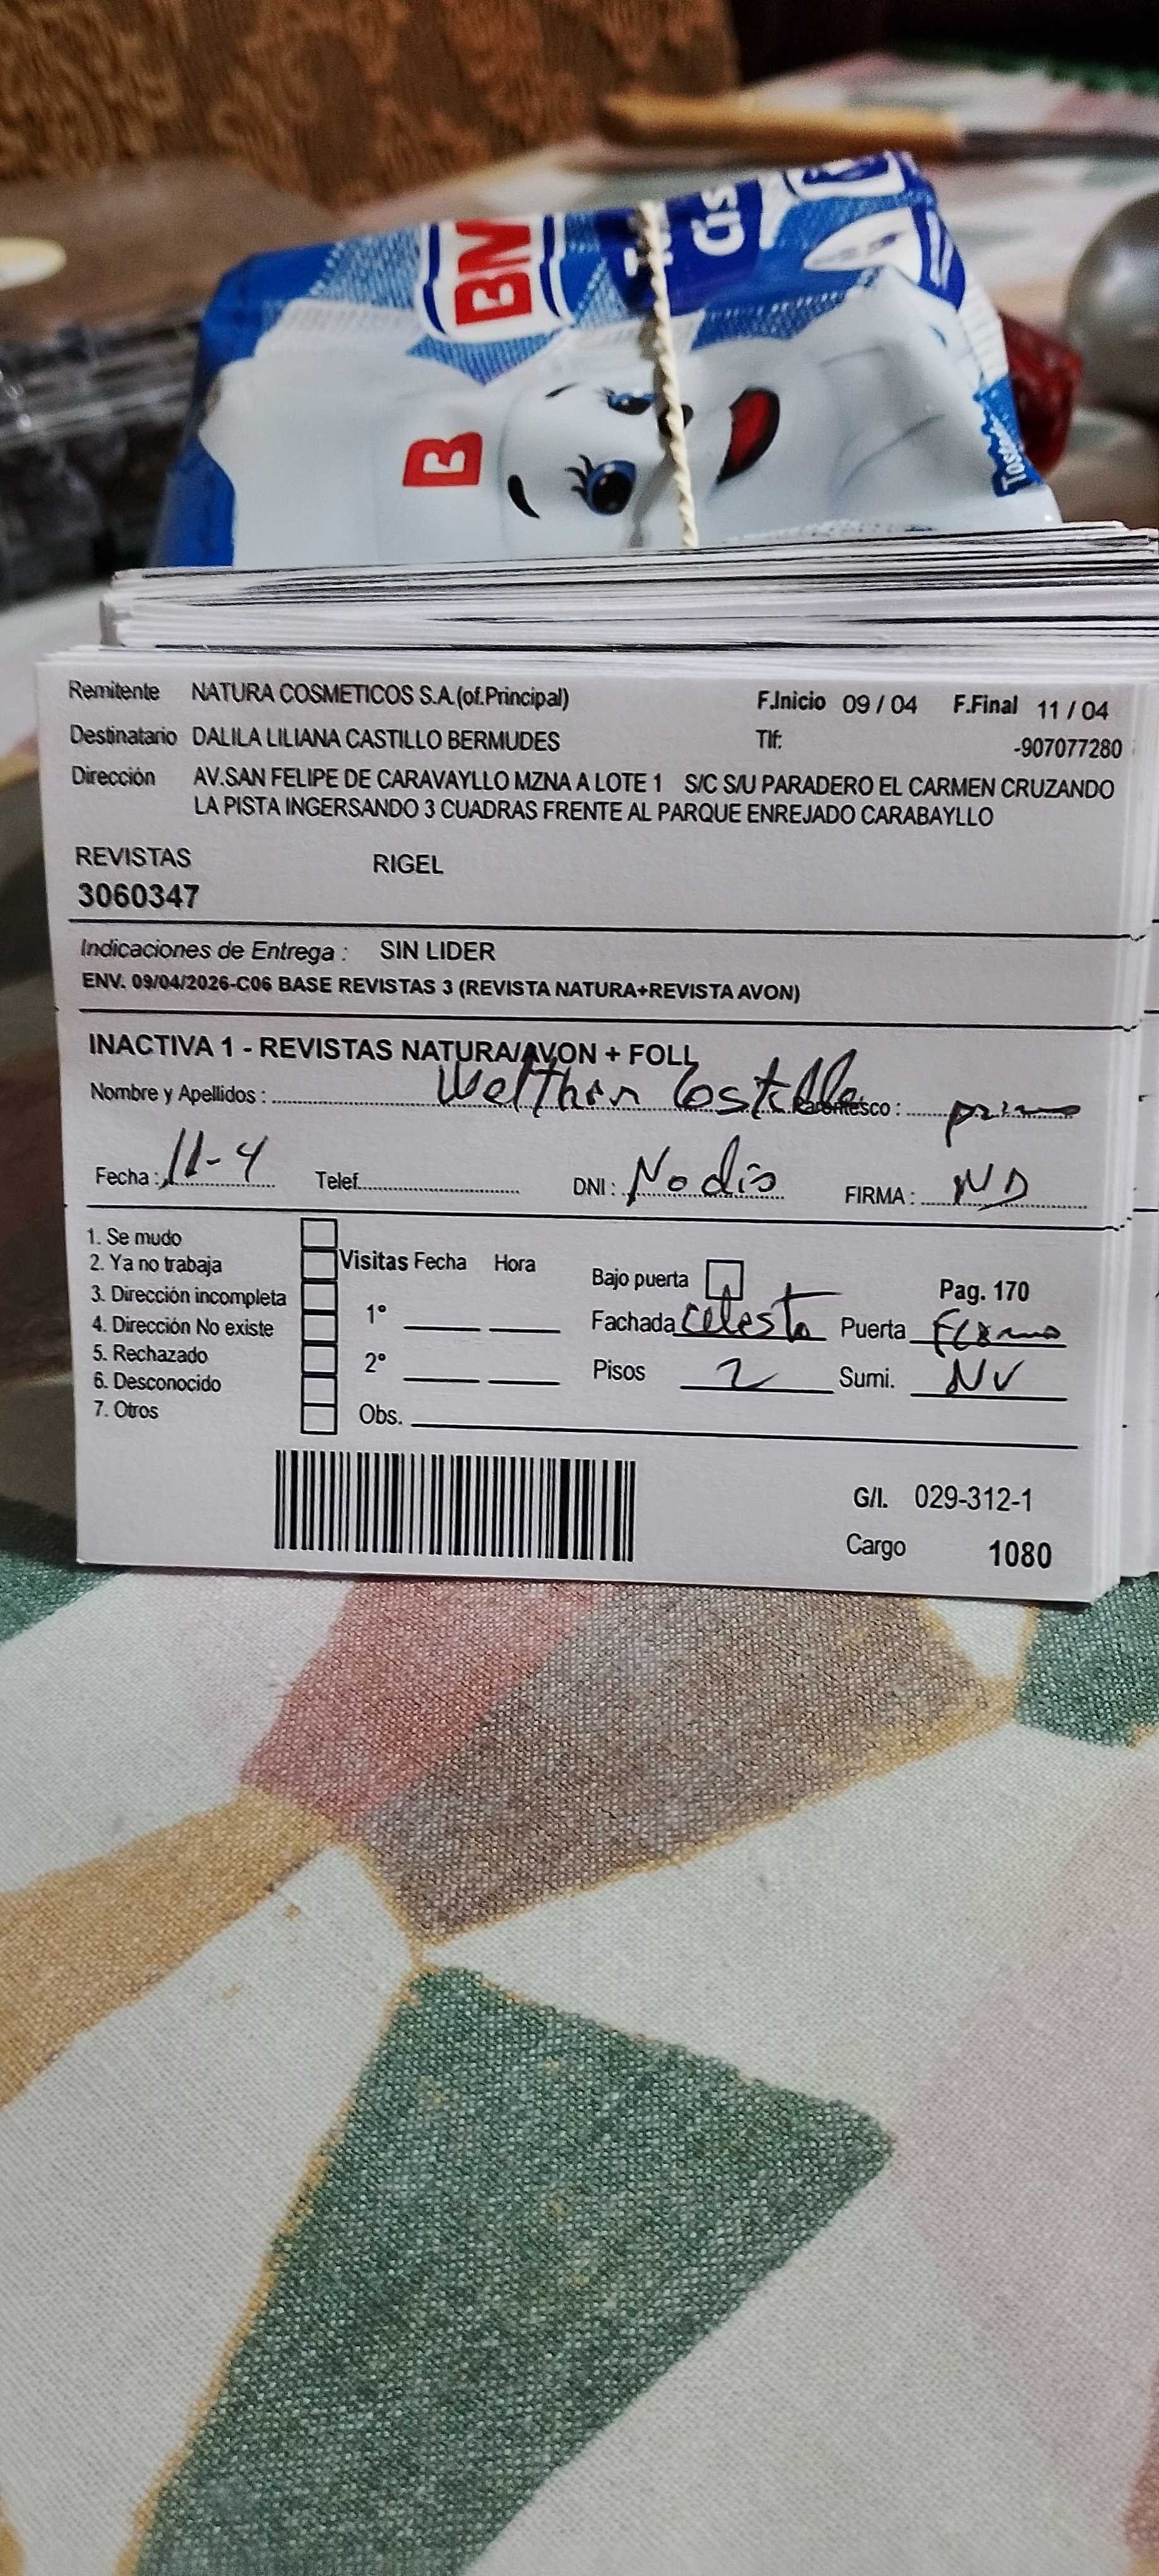 BM
B
Remitente NATURA COSMETICOS S.A.(of.Principal) F.Inicio 09 / 04 F.Final 11 / 04
Destinatario DALILA LILIANA CASTILLO BERMUDES Tlf: -907077280
Dirección AV.SAN FELIPE DE CARAVAYLLO MZNA A LOTE 1 S/C S/U PARADERO EL CARMEN CRUZANDO
LA PISTA INGERSANDO 3 CUADRAS FRENTE AL PARQUE ENREJADO CARABAYLLO
REVISTAS RIGEL
3060347
Indicaciones de Entrega : SIN LIDER
ENV. 09/04/2026-C06 BASE REVISTAS 3 (REVISTA NATURA+REVISTA AVON)
INACTIVA 1 - REVISTAS NATURA/AVON + FOLL
Nombre y Apellidos : Welthon Costillo Parentesco : primo
Fecha : 11-4 Telef. DNI : No dio FIRMA : ND
1. Se mudo
2. Ya no trabaja Visitas Fecha Hora Bajo puerta Pag. 170
3. Dirección incompleta 1° Fachada celesta Puerta
4. Dirección No existe
5. Rechazado 2° Pisos 2 Sumi. NV
6. Desconocido
7. Otros Obs.
G/I. 029-312-1
Cargo 1080